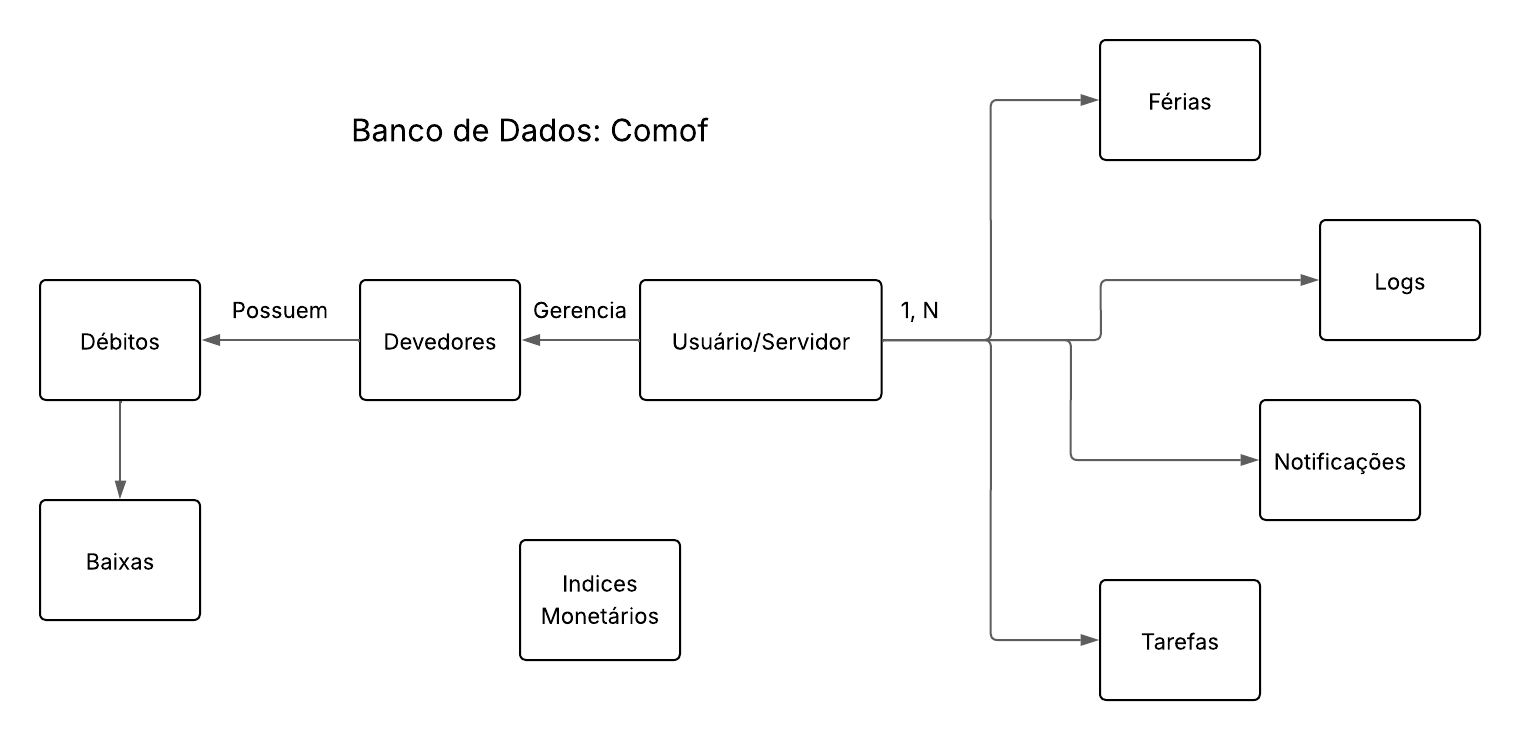 Férias
Banco de Dados: Comof
Logs
Possuem
Gerencia
1, N
Débitos
Devedores
Usuário/Servidor
Notificações
Baixas
Indices
Monetários
Tarefas